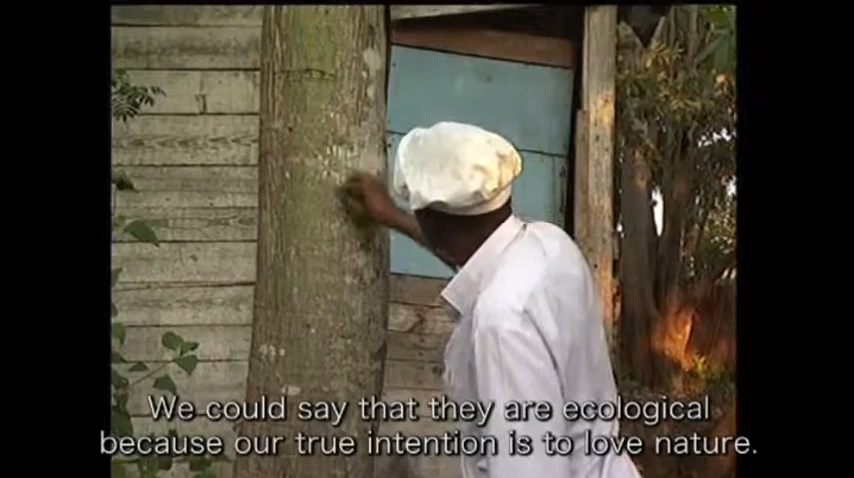 We could say that they are ecological
because our true intention is to love nature.